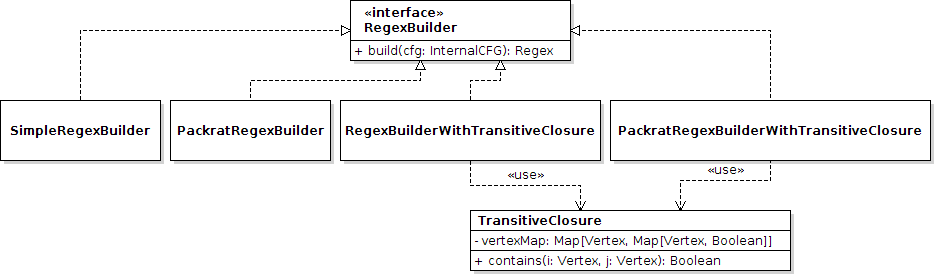 «interface»
RegexBuilder
+ build(cfg: InternalCFG): Regex
SimpleRegexBuilder
PackratRegexBuilder
RegexBuilderWithTransitiveClosure
PackratRegexBuilderWithTransitiveClosure
«use»
«use»
TransitiveClosure
- vertexMap: Map[Vertex, Map[Vertex, Boolean]]
+ contains(i: Vertex, j: Vertex): Boolean